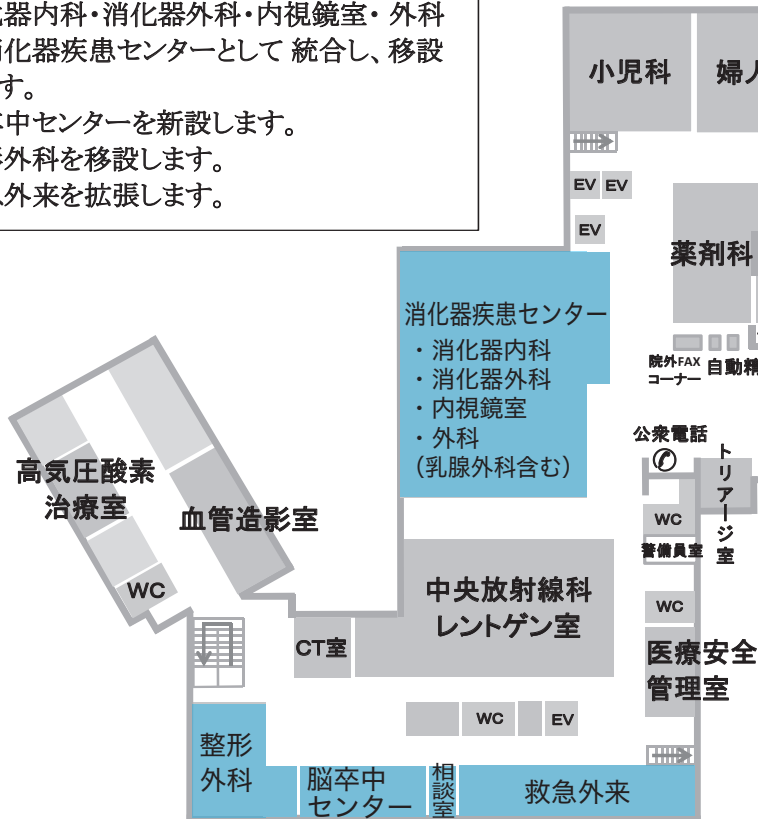 器内科・消化器外科・内視鏡室・ 外科
消化器疾患センターとして 統合し、移設
す。
中センターを新設します。
外科を移設します。
外来を拡張します。
小児科
婦人
EV
EV
EV
薬剤科
消化器疾患センター
・消化器内科
・消化器外科
・内視鏡室
・外科
（乳腺外科含む）
院外FAX
コーナー
自動精
公衆電話
トリアージ室
WC
警備員室
高気圧酸素
治療室
血管造影室
WC
中央放射線科
レントゲン室
WC
CT室
医療安全
管理室
WC
EV
整形
外科
脳卒中
センター
相談室
救急外来